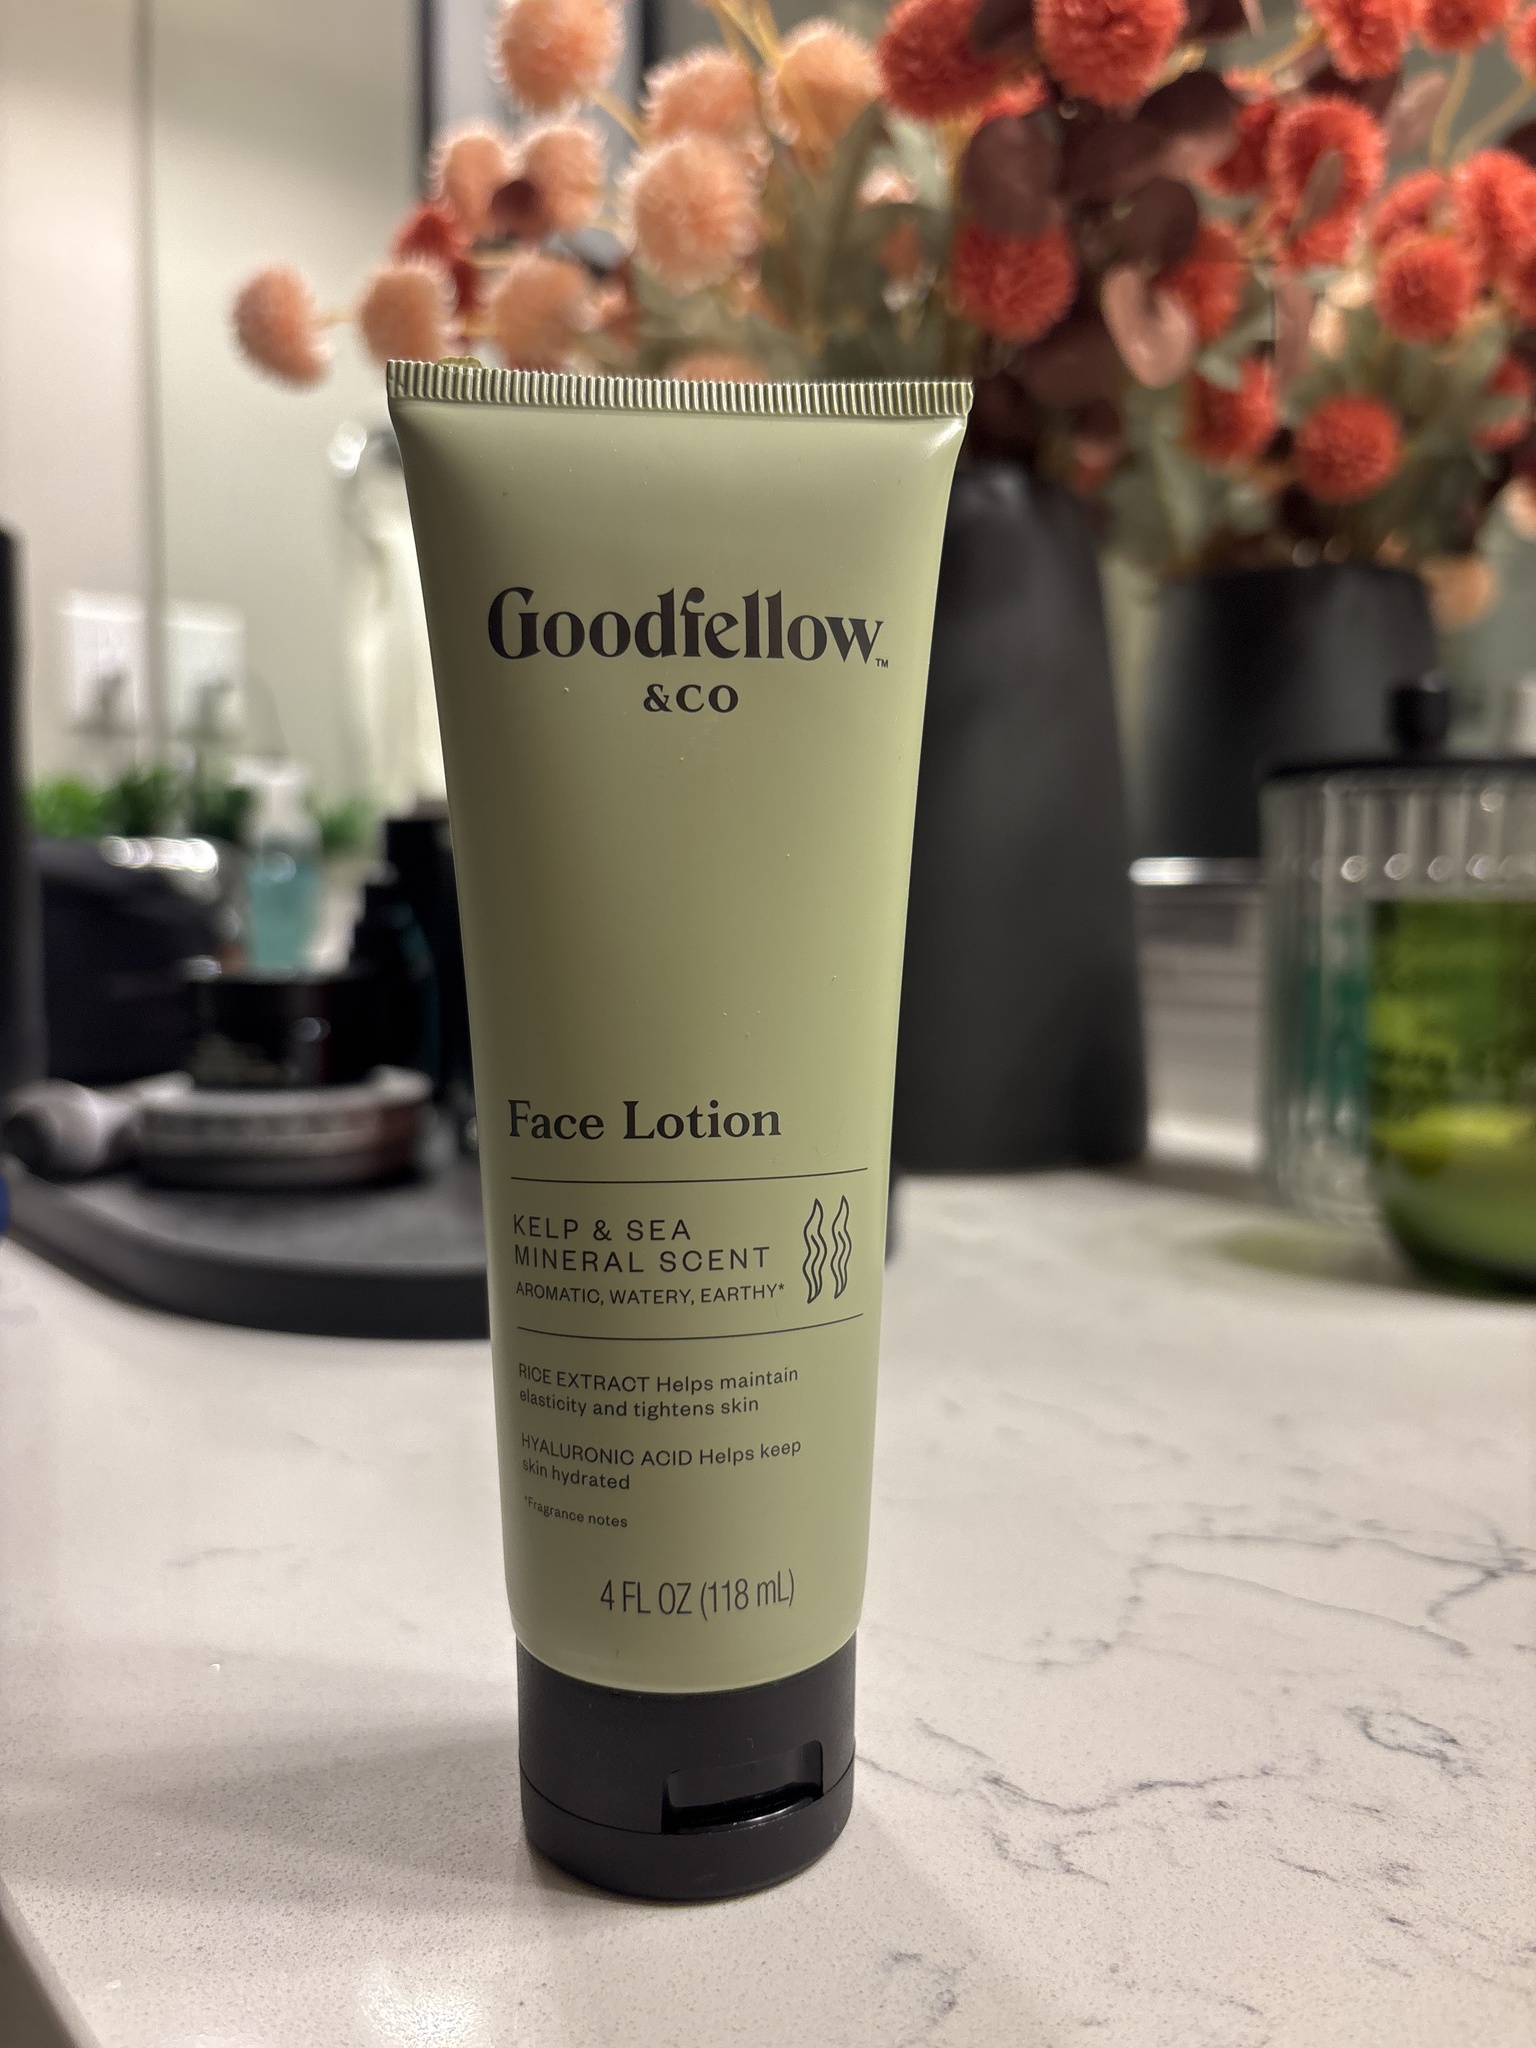 Goodfellow™
&CO
Face Lotion
KELP & SEA
MINERAL SCENT
AROMATIC, WATERY, EARTHY*
RICE EXTRACT Helps maintain
elasticity and tightens skin
HYALURONIC ACID Helps keep
skin hydrated
*Fragrance notes
4 FL OZ (118 mL)